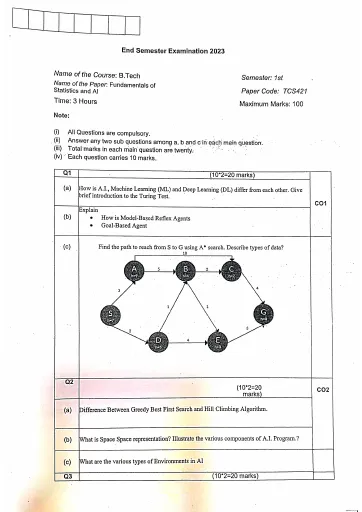 End Semester Examination 2023
Name of the Course: B.Tech
Semester: 1st
Name of the Paper: Fundamentals of
Statistics and AI
Paper Code: TCS421
Time: 3 Hours
Maximum Marks: 100
Note:
(i) All Questions are compulsory.
(ii) Answer any two sub questions among a, b and c in each main question.
(iii) Total marks in each main question are twenty.
(iv) Each question carries 10 marks.
Q1 (10*2=20 marks)
(a) How is A.I., Machine Learning (ML) and Deep Learning (DL) differ from each other. Give
brief introduction to the Turing Test.
CO1
Explain
(b) • How is Model-Based Reflex Agents
• Goal-Based Agent
(c) Find the path to reach from S to G using A* search. Describe types of data?
10
A B C
S G
D E
Q2
(10*2=20
marks)
CO2
(a) Difference Between Greedy Best First Search and Hill Climbing Algorithm.
(b) What is Space Space representation? Illustrate the various components of A.I. Program.?
(c) What are the various types of Environments in AI
Q3 (10*2=20 marks)